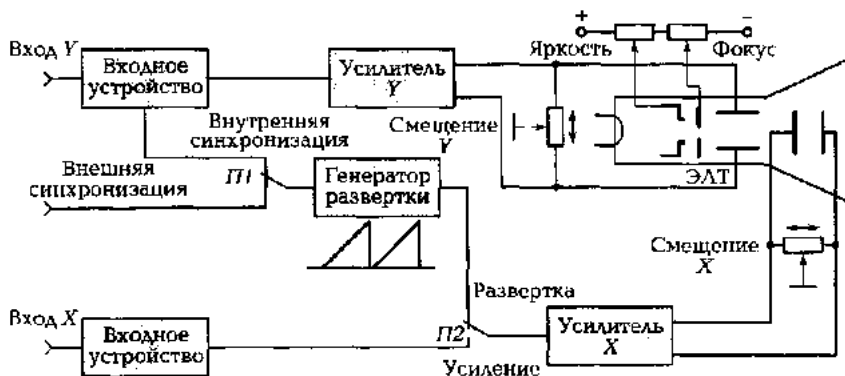 +
−
Яркость
Фокус
Вход Y
Входное
устройство
Усилитель
Y
Смещение
Y
Внутренняя
синхронизация
Внешняя
синхронизация
П1
Генератор
развертки
ЭЛТ
Смещение
X
Развертка
Вход X
Входное
устройство
П2
Усилитель
X
Усиление